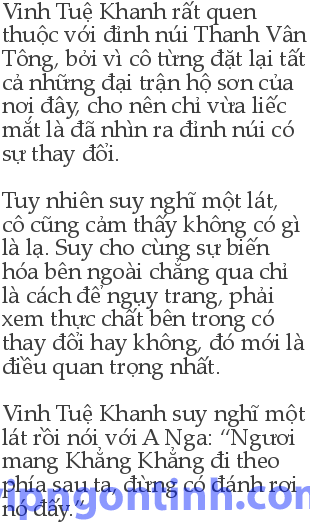 Vinh Tuệ Khanh rất quen
thuộc với đỉnh núi Thanh Vân
Tông, bởi vì cô từng đặt lại tất
cả những đại trận hộ sơn của
nơi đây, cho nên chỉ vừa liếc
mắt là đã nhìn ra đỉnh núi có
sự thay đổi.
Tuy nhiên suy nghĩ một lát,
cô cũng cảm thấy không có gì
là lạ. Suy cho cùng sự biến
hóa bên ngoài chẳng qua chỉ
là cách để ngụy trang, phải
xem thực chất bên trong có
thay đổi hay không, đó mới là
điều quan trọng nhất.
Vinh Tuệ Khanh suy nghĩ một
lát rồi nói với A Nga: “Ngươi
mang Khẳng Khẳng đi theo
phía sau ta, đừng có đánh rơi
nó đấy.”
vipngontinh.com